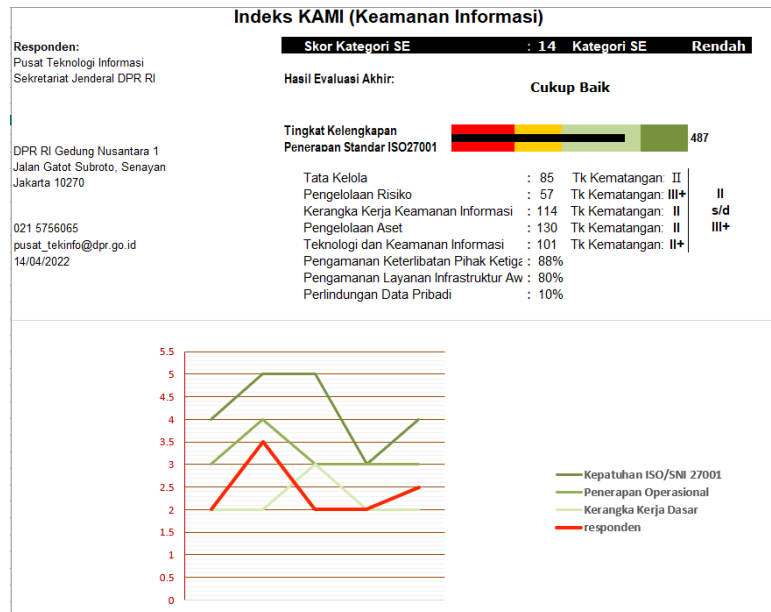 Indeks KAMI (Keamanan Informasi)
Responden:
Pusat Teknologi Informasi
Sekretariat Jenderal DPR RI
DPR RI Gedung Nusantara 1
Jalan Gatot Subroto, Senayan
Jakarta 10270
021 5756065
pusat_tekinfo@dpr.go.id
14/04/2022
Skor Kategori SE : 14 Kategori SE Rendah
Hasil Evaluasi Akhir: Cukup Baik
Tingkat Kelengkapan
Penerapan Standar ISO27001
487
Tata Kelola : 85 Tk Kematangan: II
Pengelolaan Risiko : 57 Tk Kematangan: III+ II
Kerangka Kerja Keamanan Informasi : 114 Tk Kematangan: II s/d
Pengelolaan Aset : 130 Tk Kematangan: II III+
Teknologi dan Keamanan Informasi : 101 Tk Kematangan: II+
Pengamanan Keterlibatan Pihak Ketiga : 88%
Pengamanan Layanan Infrastruktur Aw : 80%
Perlindungan Data Pribadi : 10%
5.5
5
4.5
4
3.5
3
2.5
2
1.5
1
0.5
0
Kepatuhan ISO/SNI 27001
Penerapan Operasional
Kerangka Kerja Dasar
responden